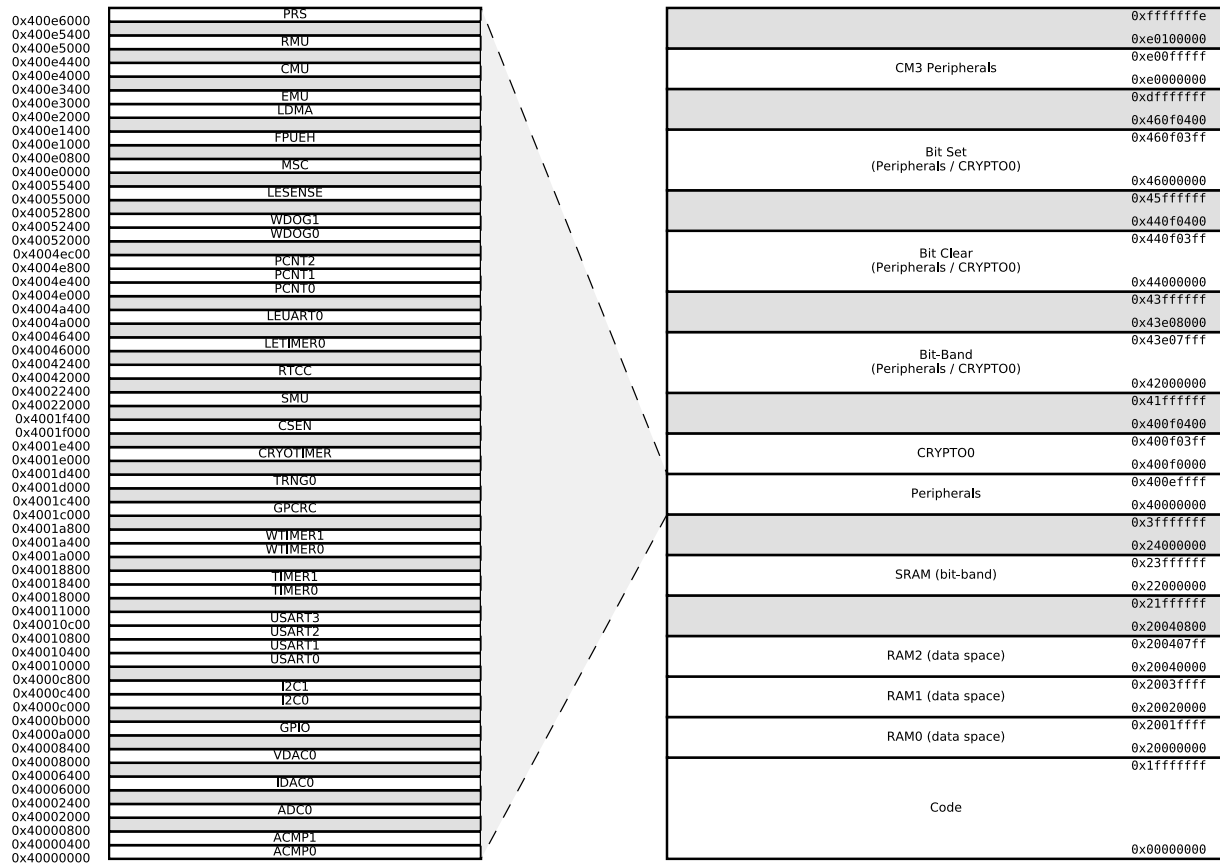 0x400e6000
PRS
0x400e5400
RMU
0x400e5000
0x400e4400
CMU
0x400e4000
0x400e3400
EMU
0x400e3000
LDMA
0x400e2000
0x400e1400
FPUEH
0x400e1000
0x400e0800
MSC
0x400e0000
0x40055400
LESENSE
0x40055000
0x40052800
WDOG1
0x40052400
WDOG0
0x40052000
0x4004ec00
PCNT2
0x4004e800
PCNT1
0x4004e400
PCNT0
0x4004e000
0x4004a400
LEUART0
0x4004a000
0x40046400
LETIMER0
0x40046000
0x40042400
RTCC
0x40042000
0x40022400
SMU
0x40022000
0x4001f400
CSEN
0x4001f000
0x4001e400
CRYOTIMER
0x4001e000
0x4001d400
TRNG0
0x4001d000
0x4001c400
GPCRC
0x4001c000
0x4001a800
WTIMER1
0x4001a400
WTIMER0
0x4001a000
0x40018800
TIMER1
0x40018400
TIMER0
0x40018000
0x40011000
USART3
0x40010c00
USART2
0x40010800
USART1
0x40010400
USART0
0x40010000
0x4000c800
I2C1
0x4000c400
I2C0
0x4000c000
0x4000b000
GPIO
0x4000a000
0x40008400
VDAC0
0x40008000
0x40006400
IDAC0
0x40006000
0x40002400
ADC0
0x40002000
0x40000800
ACMP1
0x40000400
ACMP0
0x40000000
0xfffffffe
0xe0100000
0xe00fffff
CM3 Peripherals
0xe0000000
0xdfffffff
0x460f0400
0x460f03ff
Bit Set
(Peripherals / CRYPTO0)
0x46000000
0x45ffffff
0x440f0400
0x440f03ff
Bit Clear
(Peripherals / CRYPTO0)
0x44000000
0x43ffffff
0x43e08000
0x43e07fff
Bit-Band
(Peripherals / CRYPTO0)
0x42000000
0x41ffffff
0x400f0400
0x400f03ff
CRYPTO0
0x400f0000
0x400effff
Peripherals
0x40000000
0x3fffffff
0x24000000
0x23ffffff
SRAM (bit-band)
0x22000000
0x21ffffff
0x20040800
0x200407ff
RAM2 (data space)
0x20040000
0x2003ffff
RAM1 (data space)
0x20020000
0x2001ffff
RAM0 (data space)
0x20000000
0x1fffffff
Code
0x00000000